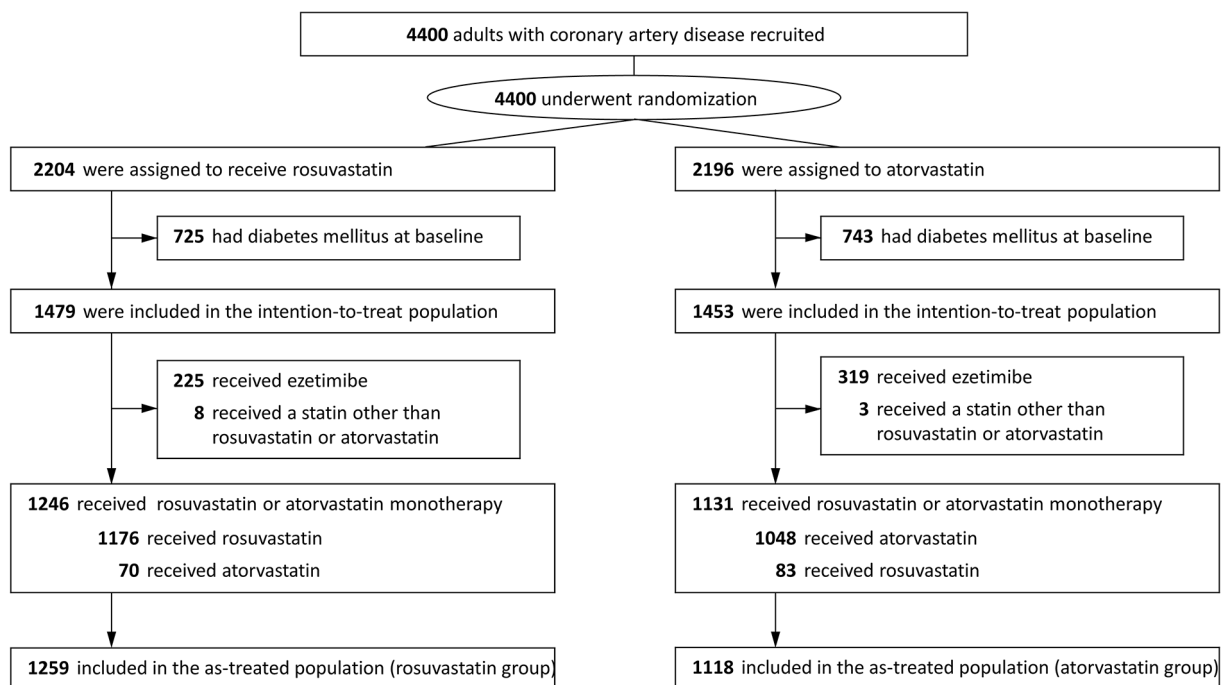 4400 adults with coronary artery disease recruited
4400 underwent randomization
2204 were assigned to receive rosuvastatin
2196 were assigned to atorvastatin
725 had diabetes mellitus at baseline
743 had diabetes mellitus at baseline
1479 were included in the intention-to-treat population
1453 were included in the intention-to-treat population
225 received ezetimibe
8 received a statin other than
rosuvastatin or atorvastatin
319 received ezetimibe
3 received a statin other than
rosuvastatin or atorvastatin
1246 received rosuvastatin or atorvastatin monotherapy
1176 received rosuvastatin
70 received atorvastatin
1131 received rosuvastatin or atorvastatin monotherapy
1048 received atorvastatin
83 received rosuvastatin
1259 included in the as-treated population (rosuvastatin group)
1118 included in the as-treated population (atorvastatin group)